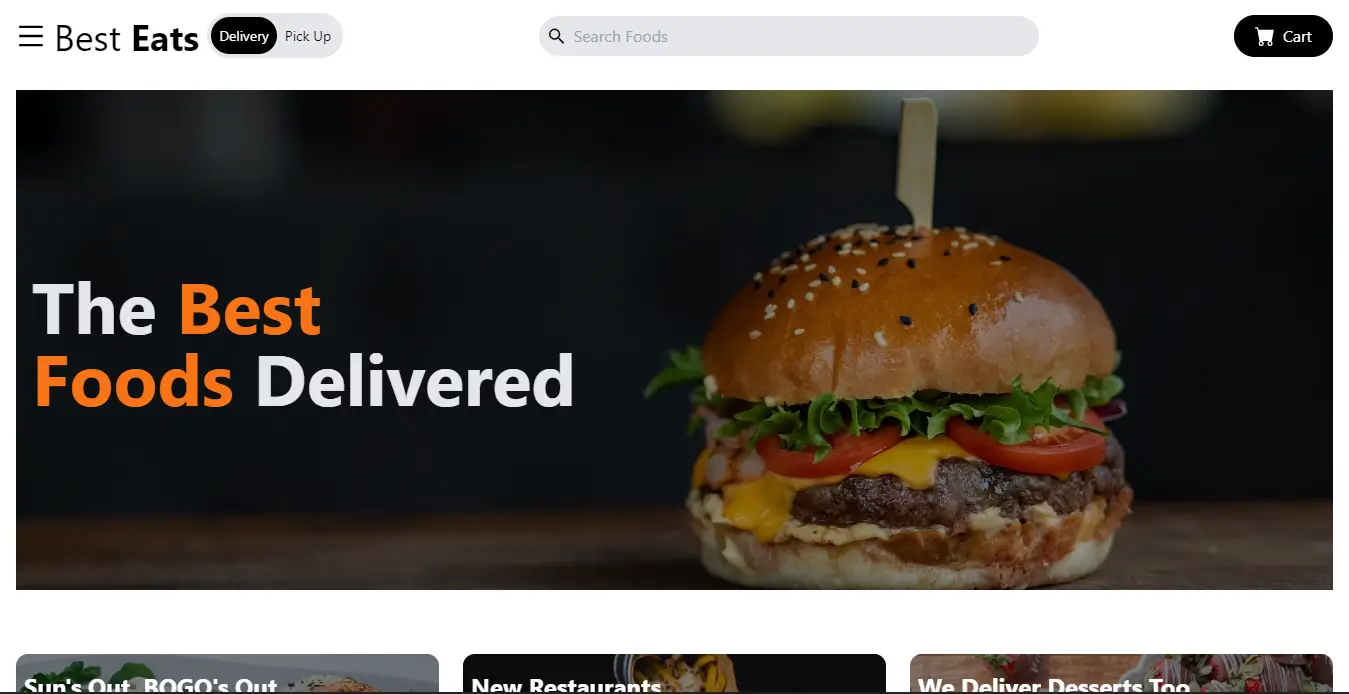 Best Eats
Delivery Pick Up
Search Foods
Cart
The Best
Foods Delivered
Sun's Out, BOGO's Out
New Restaurants
We Deliver Desserts Too